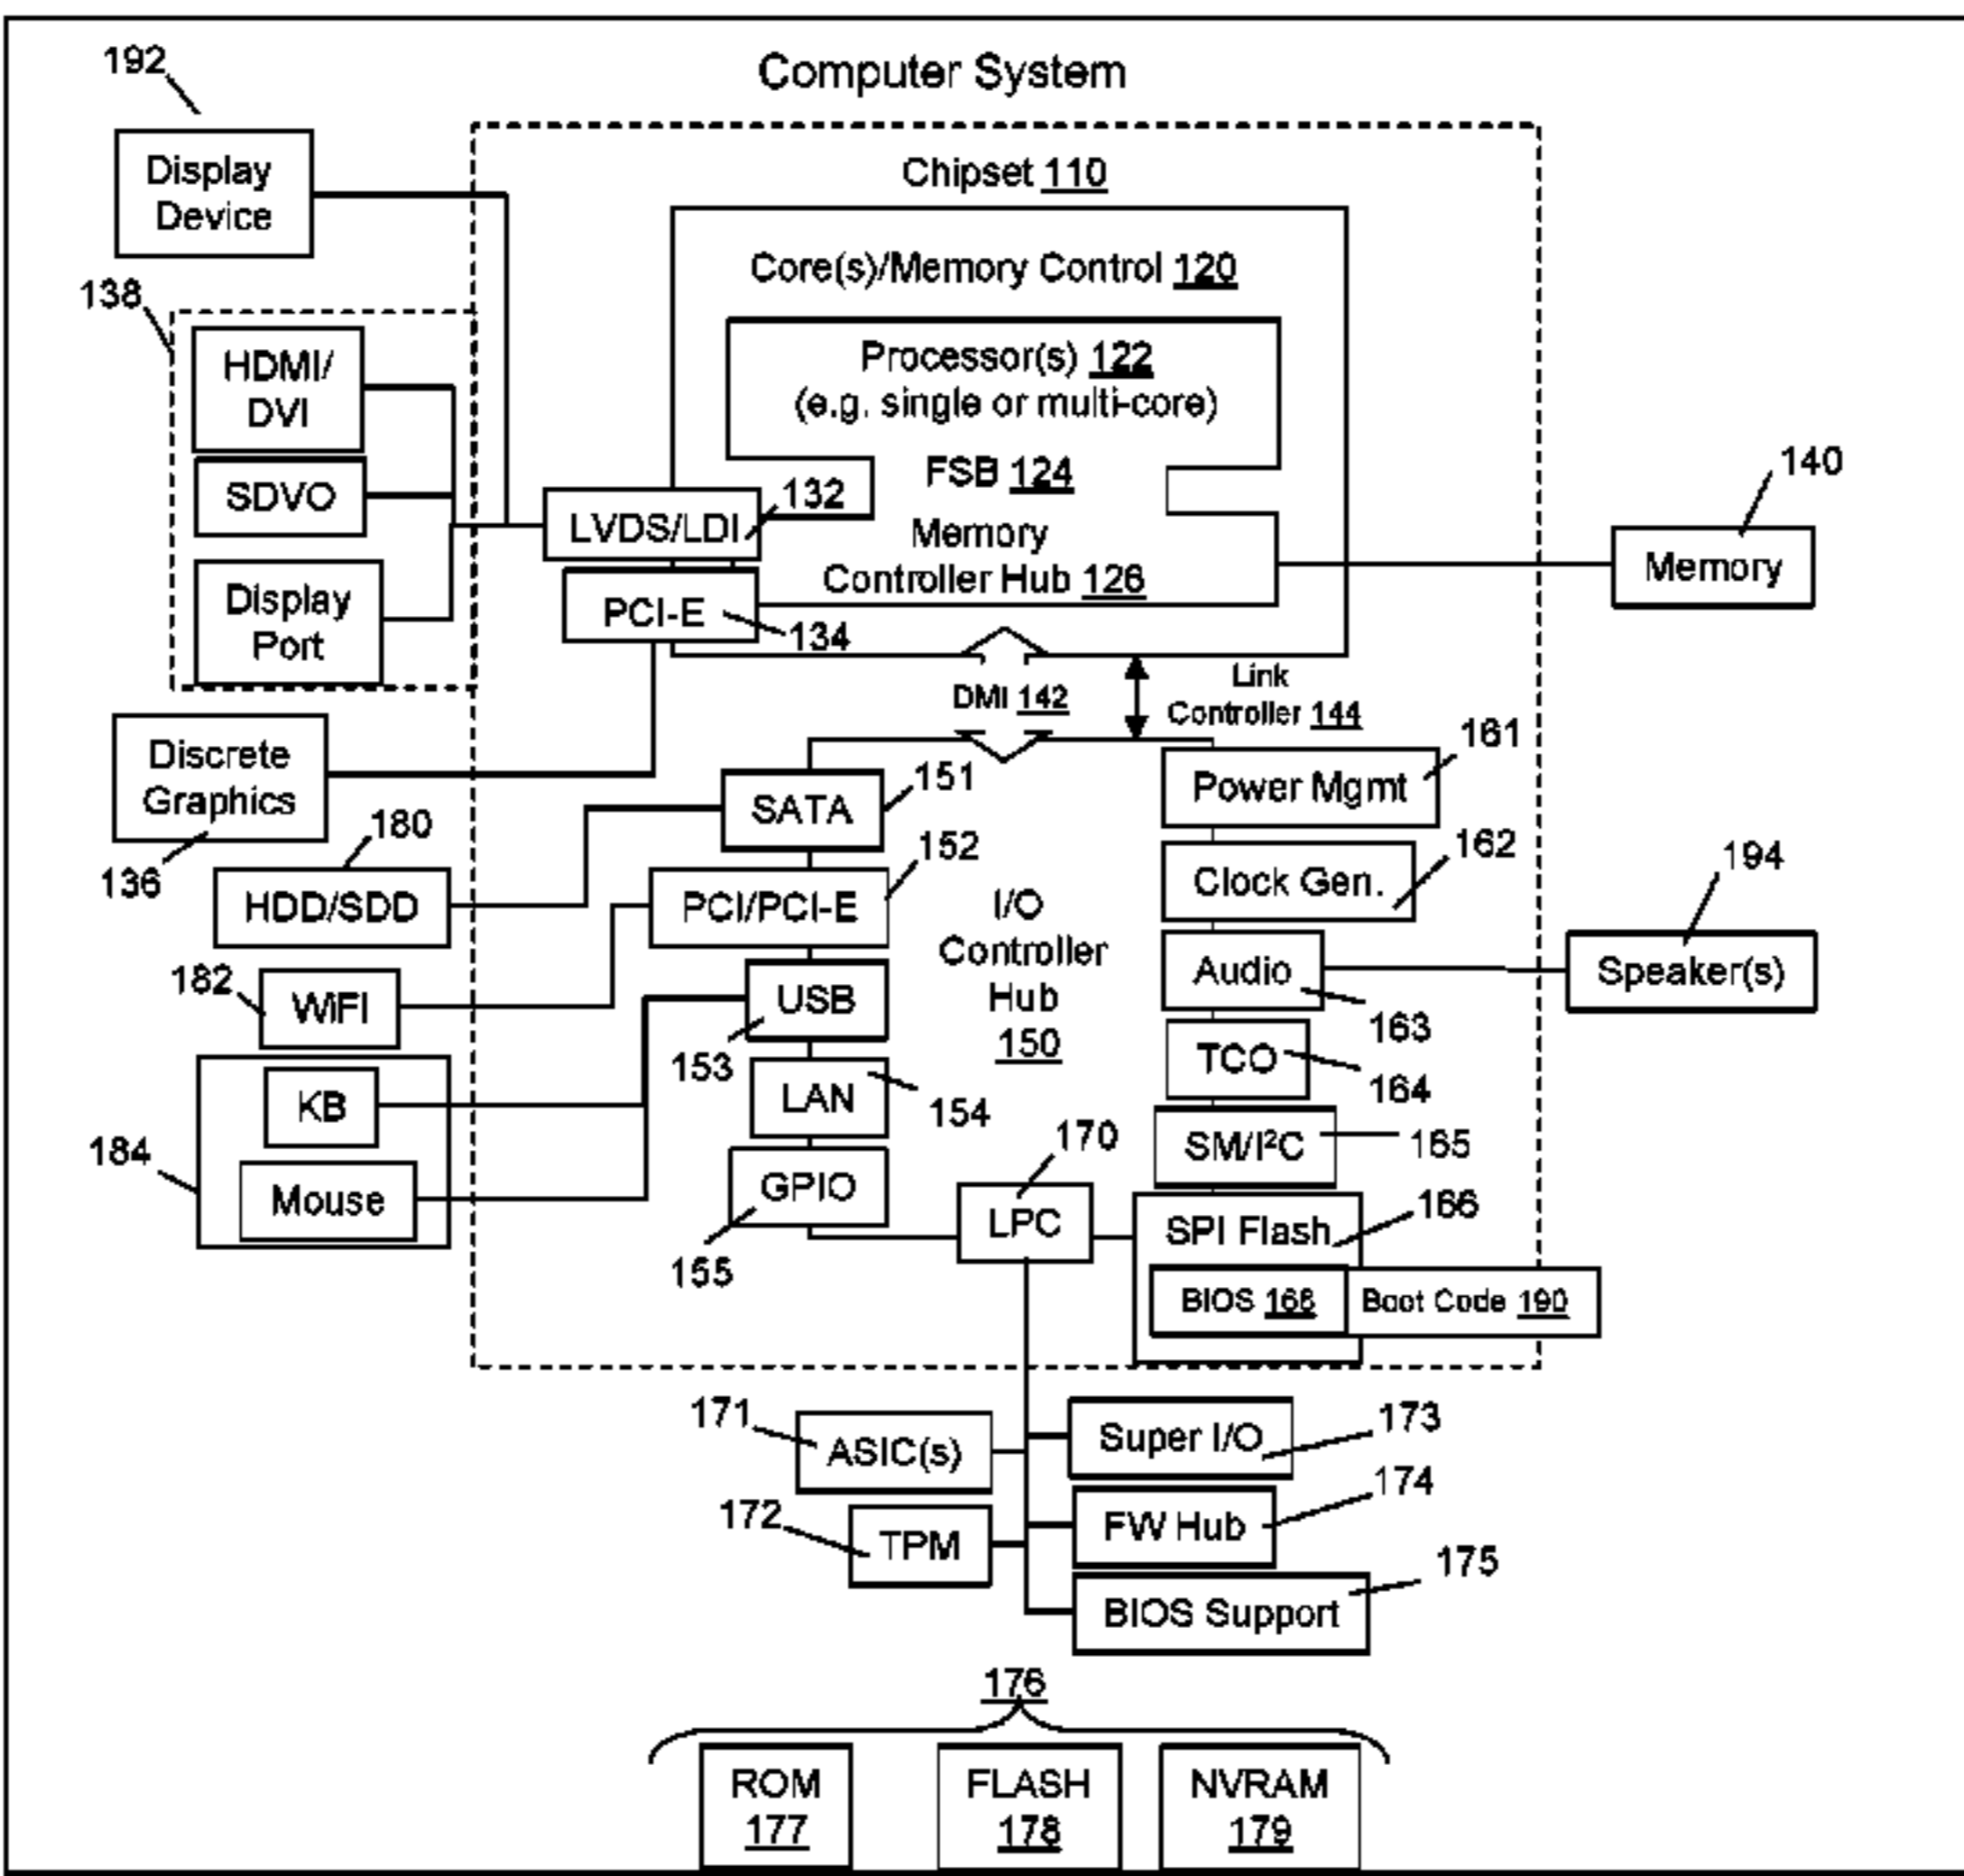 Computer System
192
Display
Device
138
HDMI/
DVI
SDVO
Display
Port
Discrete
Graphics
136
180
HDD/SDD
182
WiFI
KB
184
Mouse
Chipset 110
Core(s)/Memory Control 120
Processor(s) 122
(e.g. single or multi-core)
FSB 124
Memory
Controller Hub 126
LVDS/LDI
132
PCI-E
134
140
Memory
DMI 142
Link
Controller 144
SATA
151
PCI/PCI-E
152
USB
153
LAN
154
GPIO
155
I/O
Controller
Hub
150
Power Mgmt
161
Clock Gen.
162
Audio
163
194
Speaker(s)
TCO
164
SM/I²C
165
170
LPC
SPI Flash
166
BIOS 168
Boot Code 190
171
ASIC(s)
172
TPM
Super I/O
173
FW Hub
174
BIOS Support
175
176
ROM
177
FLASH
178
NVRAM
179